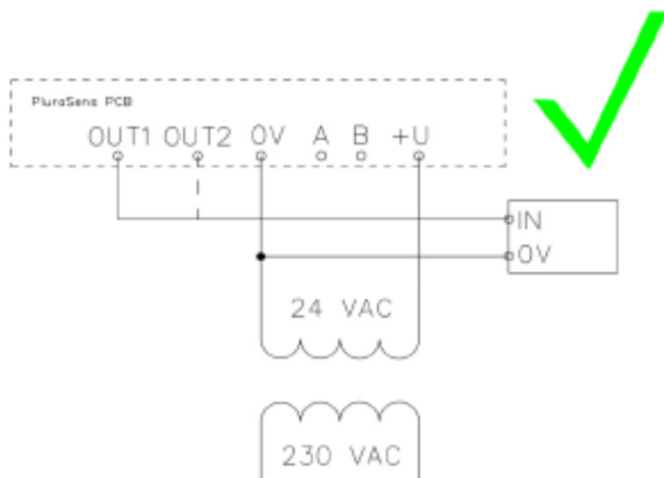 PluraSens PCB
OUT1 OUT2 0V A B +U
IN
0V
24 VAC
230 VAC